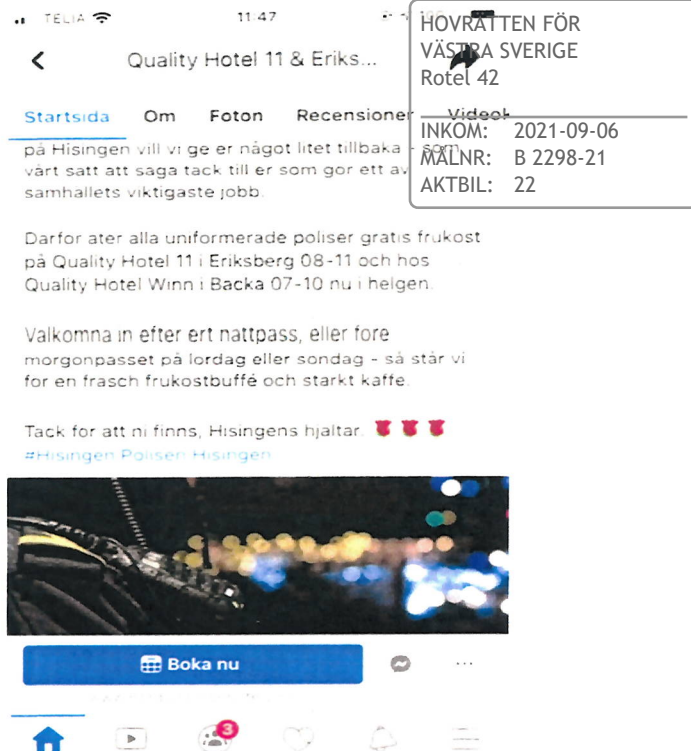 TELIA 11:47
HOVRÄTTEN FÖR
VÄSTRA SVERIGE
Rotel 42
INKOM: 2021-09-06
MÅLNR: B 2298-21
AKTBIL: 22
Quality Hotel 11 & Eriks...
Startsida Om Foton Recensioner Videok
på Hisingen vill vi ge er något litet tillbaka - som
vårt satt att saga tack till er som gor ett av
samhallets viktigaste jobb.
Darfor ater alla uniformerade poliser gratis frukost
på Quality Hotel 11 i Eriksberg 08-11 och hos
Quality Hotel Winn i Backa 07-10 nu i helgen.
Valkomna in efter ert nattpass, eller fore
morgonpasset på lordag eller sondag - så står vi
for en frasch frukostbuffé och starkt kaffe.
Tack for att ni finns, Hisingens hjaltar.
#Hisingen Polisen Hisingen
Boka nu
3